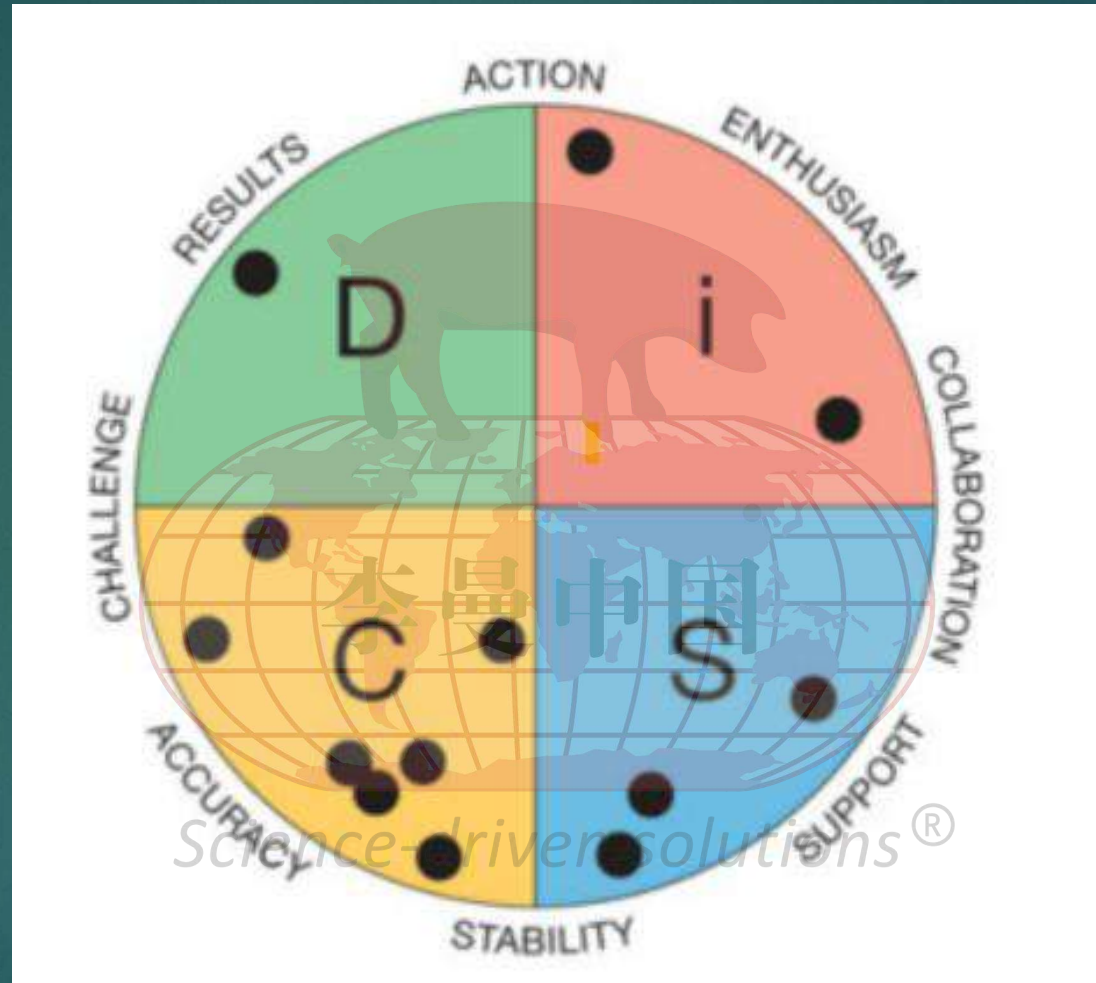 ACTION
RESULTS
ENTHUSIASM
D
i
CHALLENGE
COLLABORATION
李曼中国
C
S
ACCURACY
SUPPORT
Science-driven solutions®
STABILITY